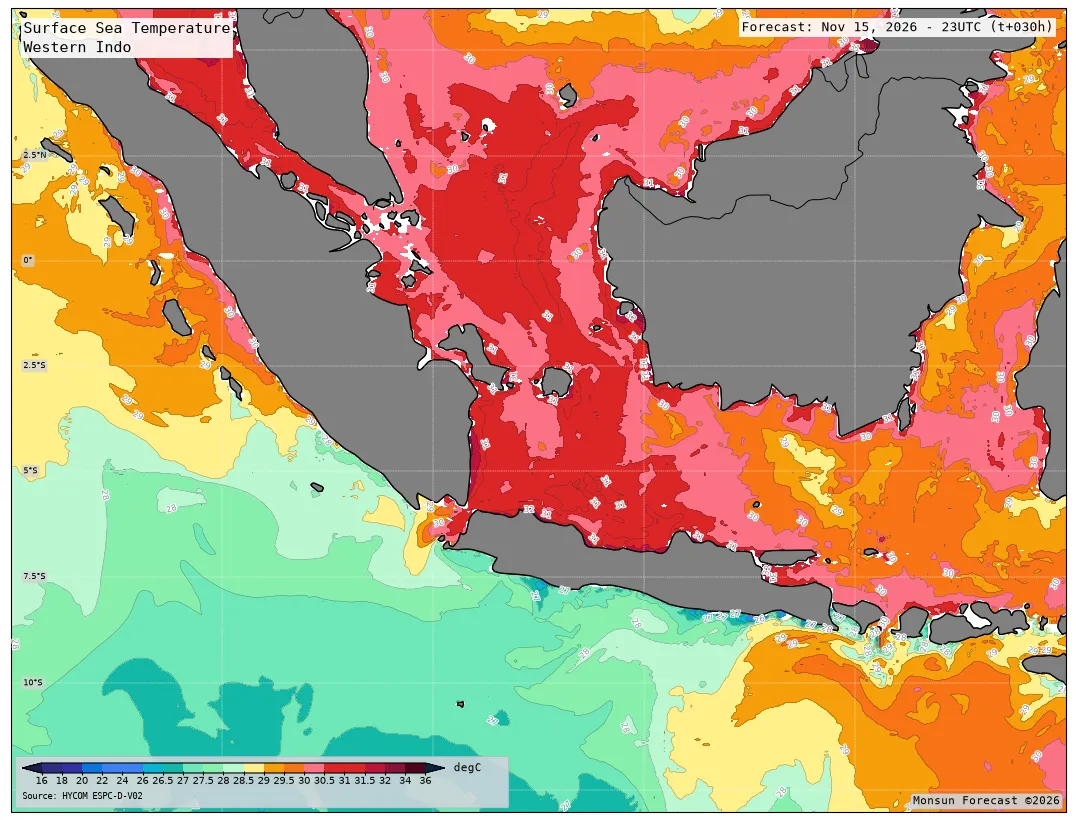 Surface Sea Temperature
Western Indo
Forecast: Nov 15, 2026 - 23UTC (t+030h)
2.5°N
0°
2.5°S
5°S
7.5°S
10°S
degC
16 18 20 22 24 26 26.5 27 27.5 28 28.5 29 29.5 30 30.5 31 31.5 32 34 36
Source: HYCOM ESPC-D-V02
Monsun Forecast ©2026